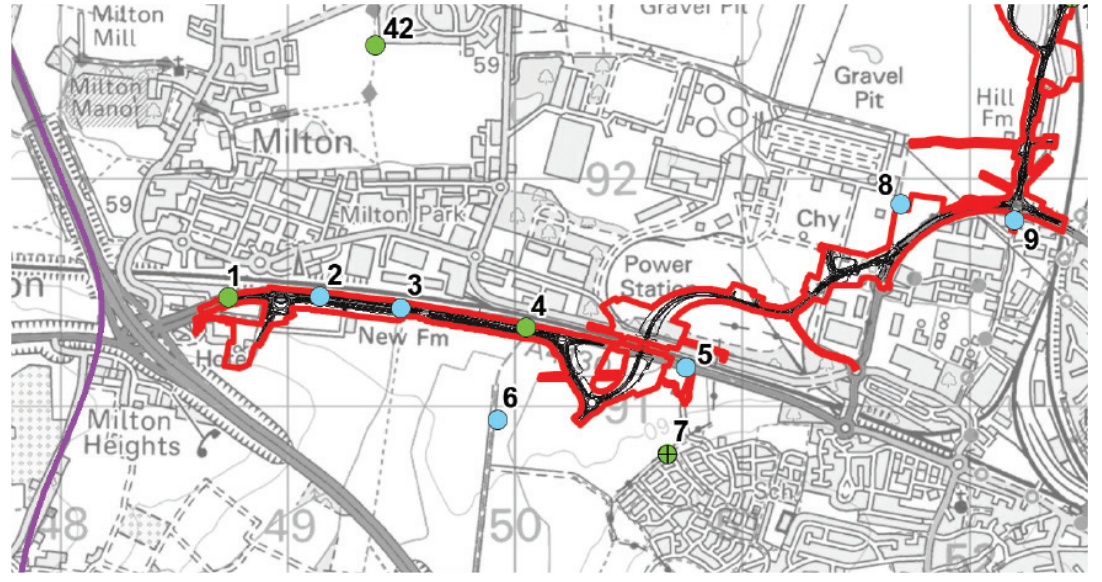 Milton
Mill
42
59
Gravel Pit
Milton
Manor
Milton
Gravel
Pit
Hill
Fm
92
8
59
Milton Park
Chy
9
1
2
3
4
Power
Station
New Fm
5
6
91
Milton
Heights
7
Sch
48
49
50